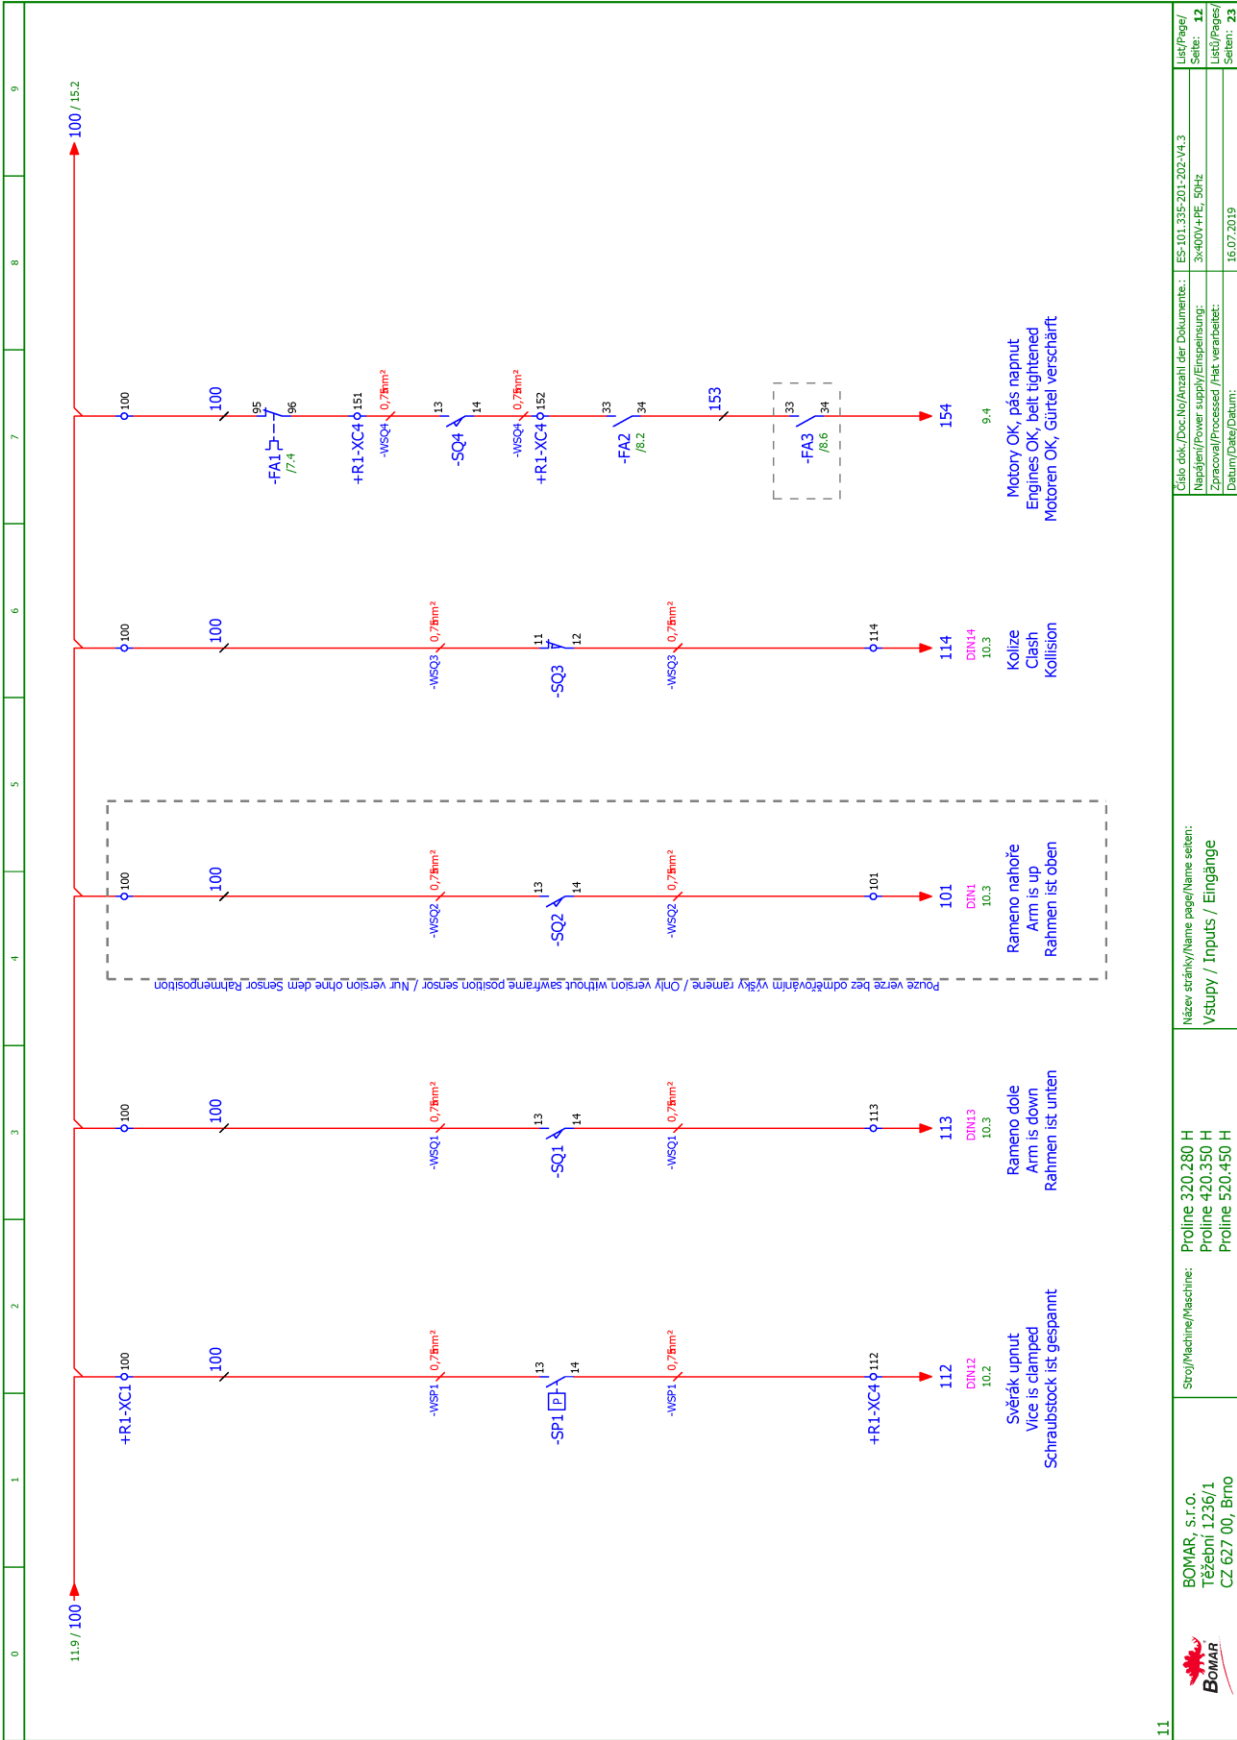 0
1
2
3
4
5
6
7
8
9
11.9 / 100
100 / 15.2
+R1-XC1
100
100
-WSP1
0,75mm²
-SP1
P
13
14
-WSP1
0,75mm²
+R1-XC4
112
112
DIN12
10.2
Svěrák upnut
Vice is clamped
Schraubstock ist gespannt
100
100
-WSQ1
0,75mm²
-SQ1
13
14
-WSQ1
0,75mm²
113
113
DIN13
10.3
Rameno dole
Arm is down
Rahmen ist unten
Pouze verze bez odměřováním výšky ramene / Only version without sawframe position sensor / Nur version ohne dem Sensor Rahmenposition
100
100
-WSQ2
0,75mm²
-SQ2
13
14
-WSQ2
0,75mm²
101
101
DIN1
10.3
Rameno nahoře
Arm is up
Rahmen ist oben
100
100
-WSQ3
0,75mm²
-SQ3
11
12
-WSQ3
0,75mm²
114
114
DIN14
10.3
Kolize
Clash
Kollision
100
100
-FA1
/7.4
95
96
+R1-XC4
151
-WSQ4
0,75mm²
-SQ4
13
14
-WSQ4
0,75mm²
+R1-XC4
152
-FA2
/8.2
33
34
153
-FA3
/8.6
33
34
154
9.4
Motory OK, pás napnut
Engines OK, belt tightened
Motoren OK, Gürtel verschärft
11
BOMAR
BOMAR, s.r.o.
Těžební 1236/1
CZ 627 00, Brno
Stroj/Machine/Maschine:
Proline 320.280 H
Proline 420.350 H
Proline 520.450 H
Název stránky/Name page/Name seiten:
Vstupy / Inputs / Eingänge
Číslo dok./Doc.No/Anzahl der Dokumente.:
ES-101.335-201-202-V4.3
Napájení/Power supply/Einspeinsung:
3x400V+PE, 50Hz
Zpracoval/Processed /Hat verarbeitet:
Datum/Date/Datum:
16.07.2019
List/Page/
Seite: 12
Listů/Pages/
Seiten: 23